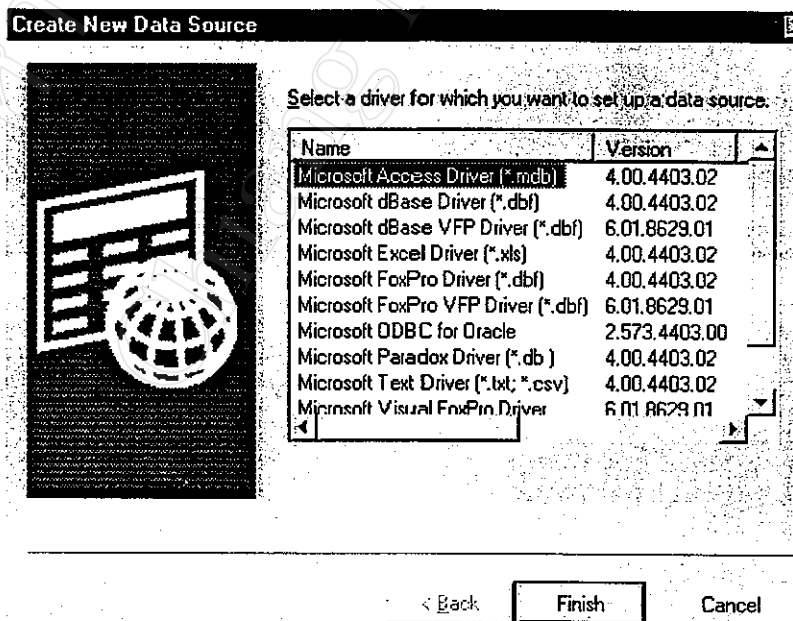 Create New Data Source
Select a driver for which you want to set up a data source.
Name Version
Microsoft Access Driver (*.mdb) 4.00.4403.02
Microsoft dBase Driver (*.dbf) 4.00.4403.02
Microsoft dBase VFP Driver (*.dbf) 6.01.8629.01
Microsoft Excel Driver (*.xls) 4.00.4403.02
Microsoft FoxPro Driver (*.dbf) 4.00.4403.02
Microsoft FoxPro VFP Driver (*.dbf) 6.01.8629.01
Microsoft ODBC for Oracle 2.573.4403.00
Microsoft Paradox Driver (*.db ) 4.00.4403.02
Microsoft Text Driver (*.txt; *.csv) 4.00.4403.02
Microsoft Visual FoxPro Driver 6.01.8629.01
< Back Finish Cancel